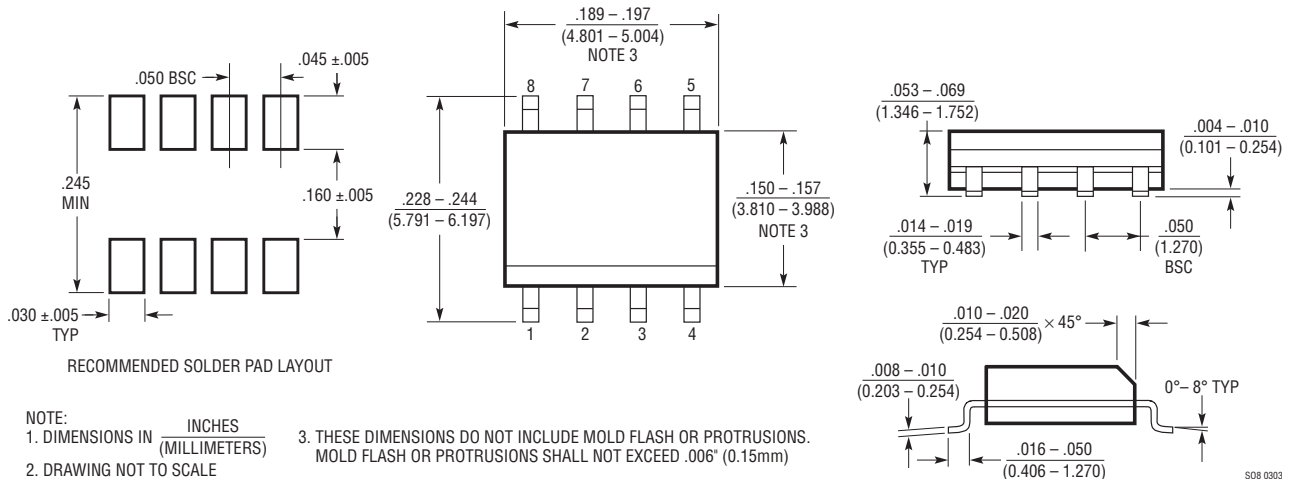 .050 BSC
.045 ±.005
.245
MIN
.160 ±.005
.030 ±.005
TYP
RECOMMENDED SOLDER PAD LAYOUT
.189 – .197
(4.801 – 5.004)
NOTE 3
8 7 6 5
.228 – .244
(5.791 – 6.197)
.150 – .157
(3.810 – 3.988)
NOTE 3
1 2 3 4
.053 – .069
(1.346 – 1.752)
.004 – .010
(0.101 – 0.254)
.014 – .019
(0.355 – 0.483)
TYP
.050
(1.270)
BSC
.010 – .020
(0.254 – 0.508)
× 45°
.008 – .010
(0.203 – 0.254)
0°– 8° TYP
.016 – .050
(0.406 – 1.270)
NOTE:
1. DIMENSIONS IN INCHES
(MILLIMETERS)
2. DRAWING NOT TO SCALE
3. THESE DIMENSIONS DO NOT INCLUDE MOLD FLASH OR PROTRUSIONS.
MOLD FLASH OR PROTRUSIONS SHALL NOT EXCEED .006" (0.15mm)
SO8 0303